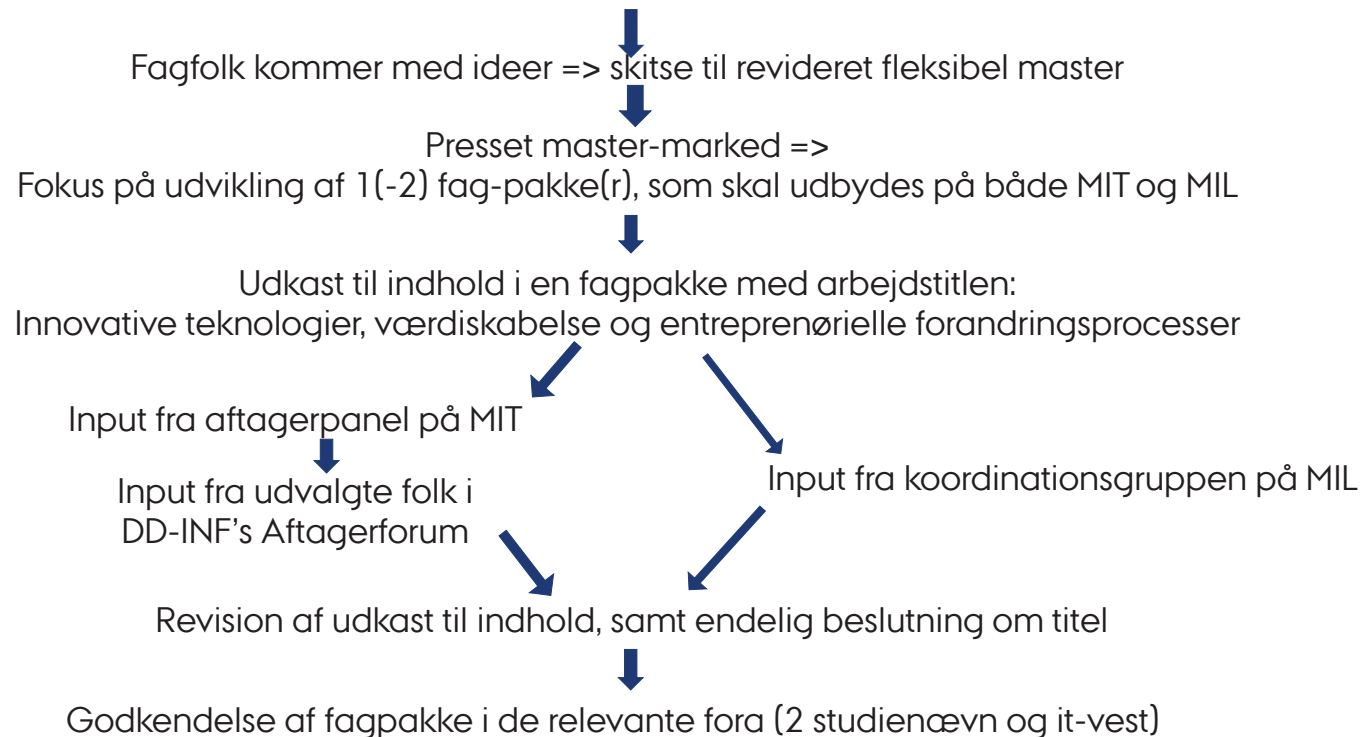 Fagfolk kommer med ideer => skitse til revideret fleksibel master
Presset master-marked =>
Fokus på udvikling af 1(-2) fag-pakke(r), som skal udbydes på både MIT og MIL
Udkast til indhold i en fagpakke med arbejdstitlen:
Innovative teknologier, værdiskabelse og entreprenørielle forandringsprocesser
Input fra aftagerpanel på MIT
Input fra udvalgte folk i
DD-INF's Aftagerforum
Input fra koordinationsgruppen på MIL
Revision af udkast til indhold, samt endelig beslutning om titel
Godkendelse af fagpakke i de relevante fora (2 studienævn og it-vest)